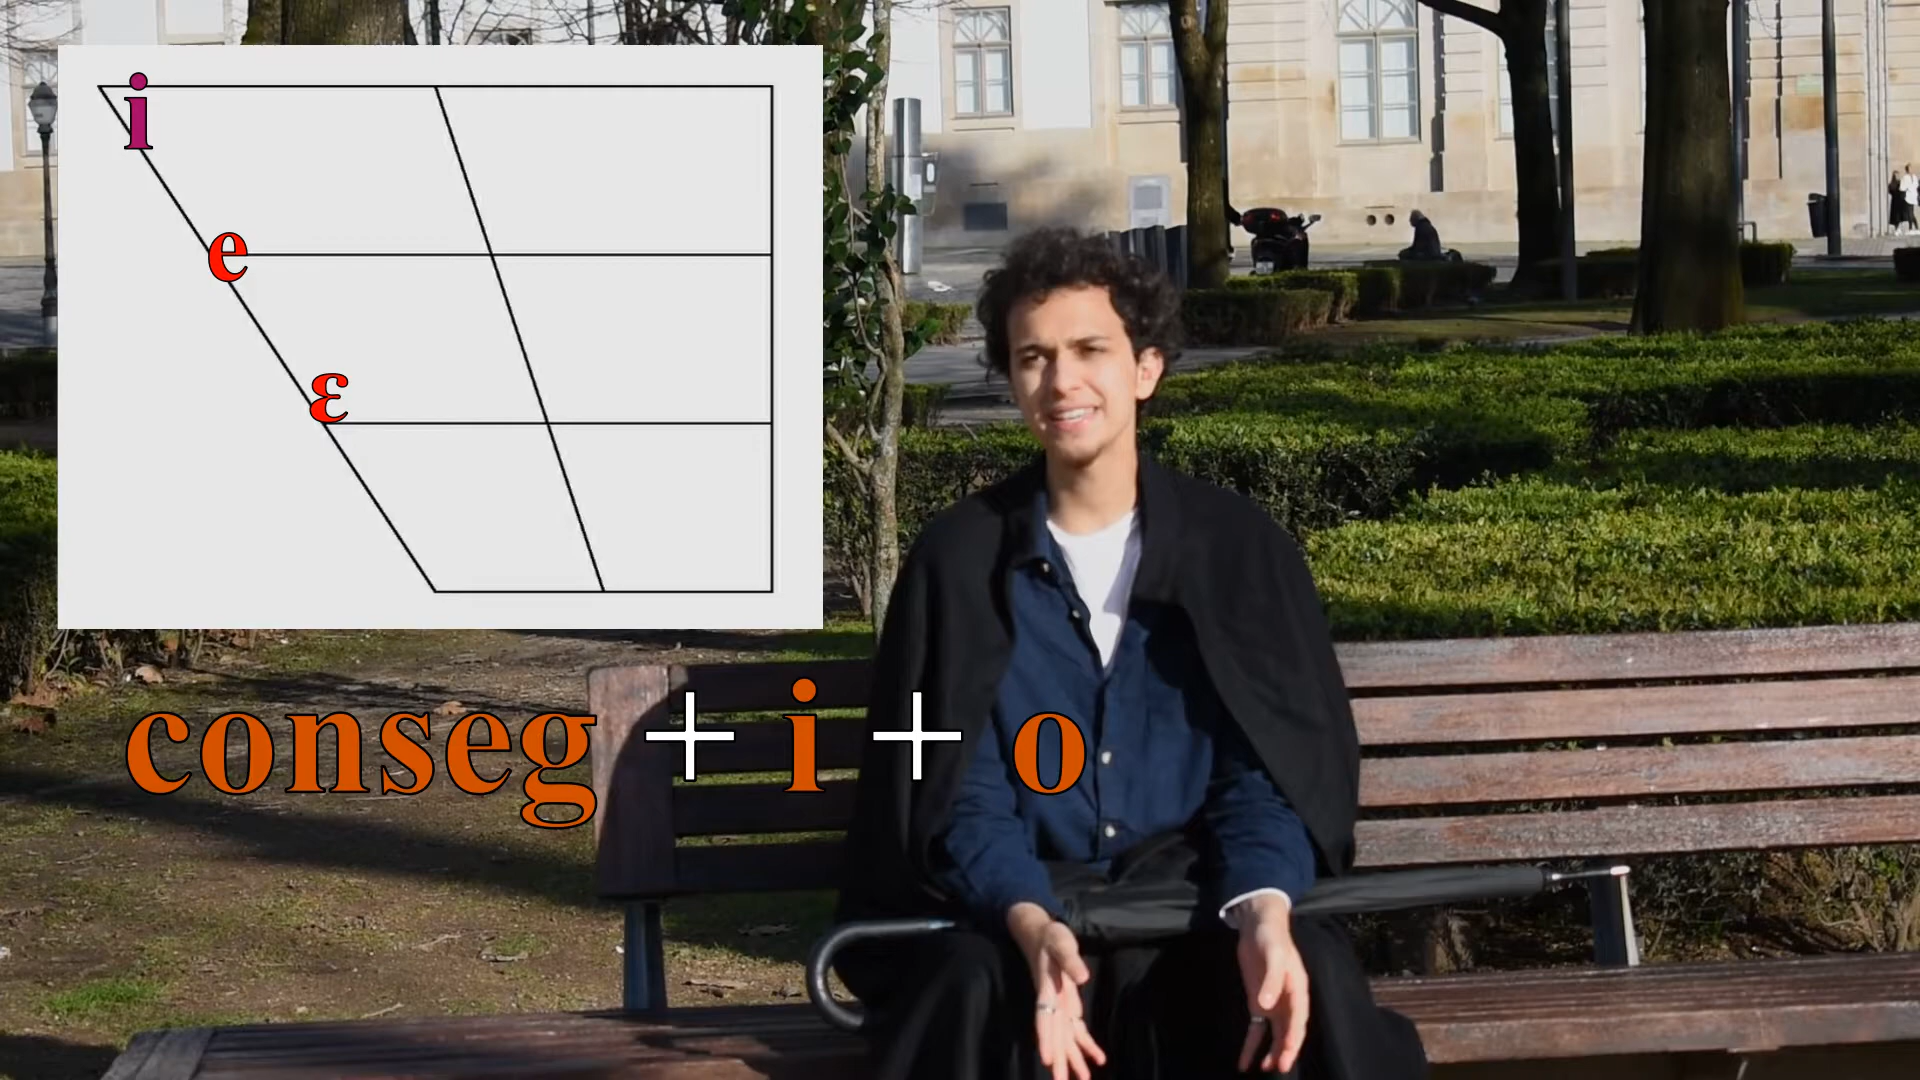 i
e
ɛ
conseg + i + o